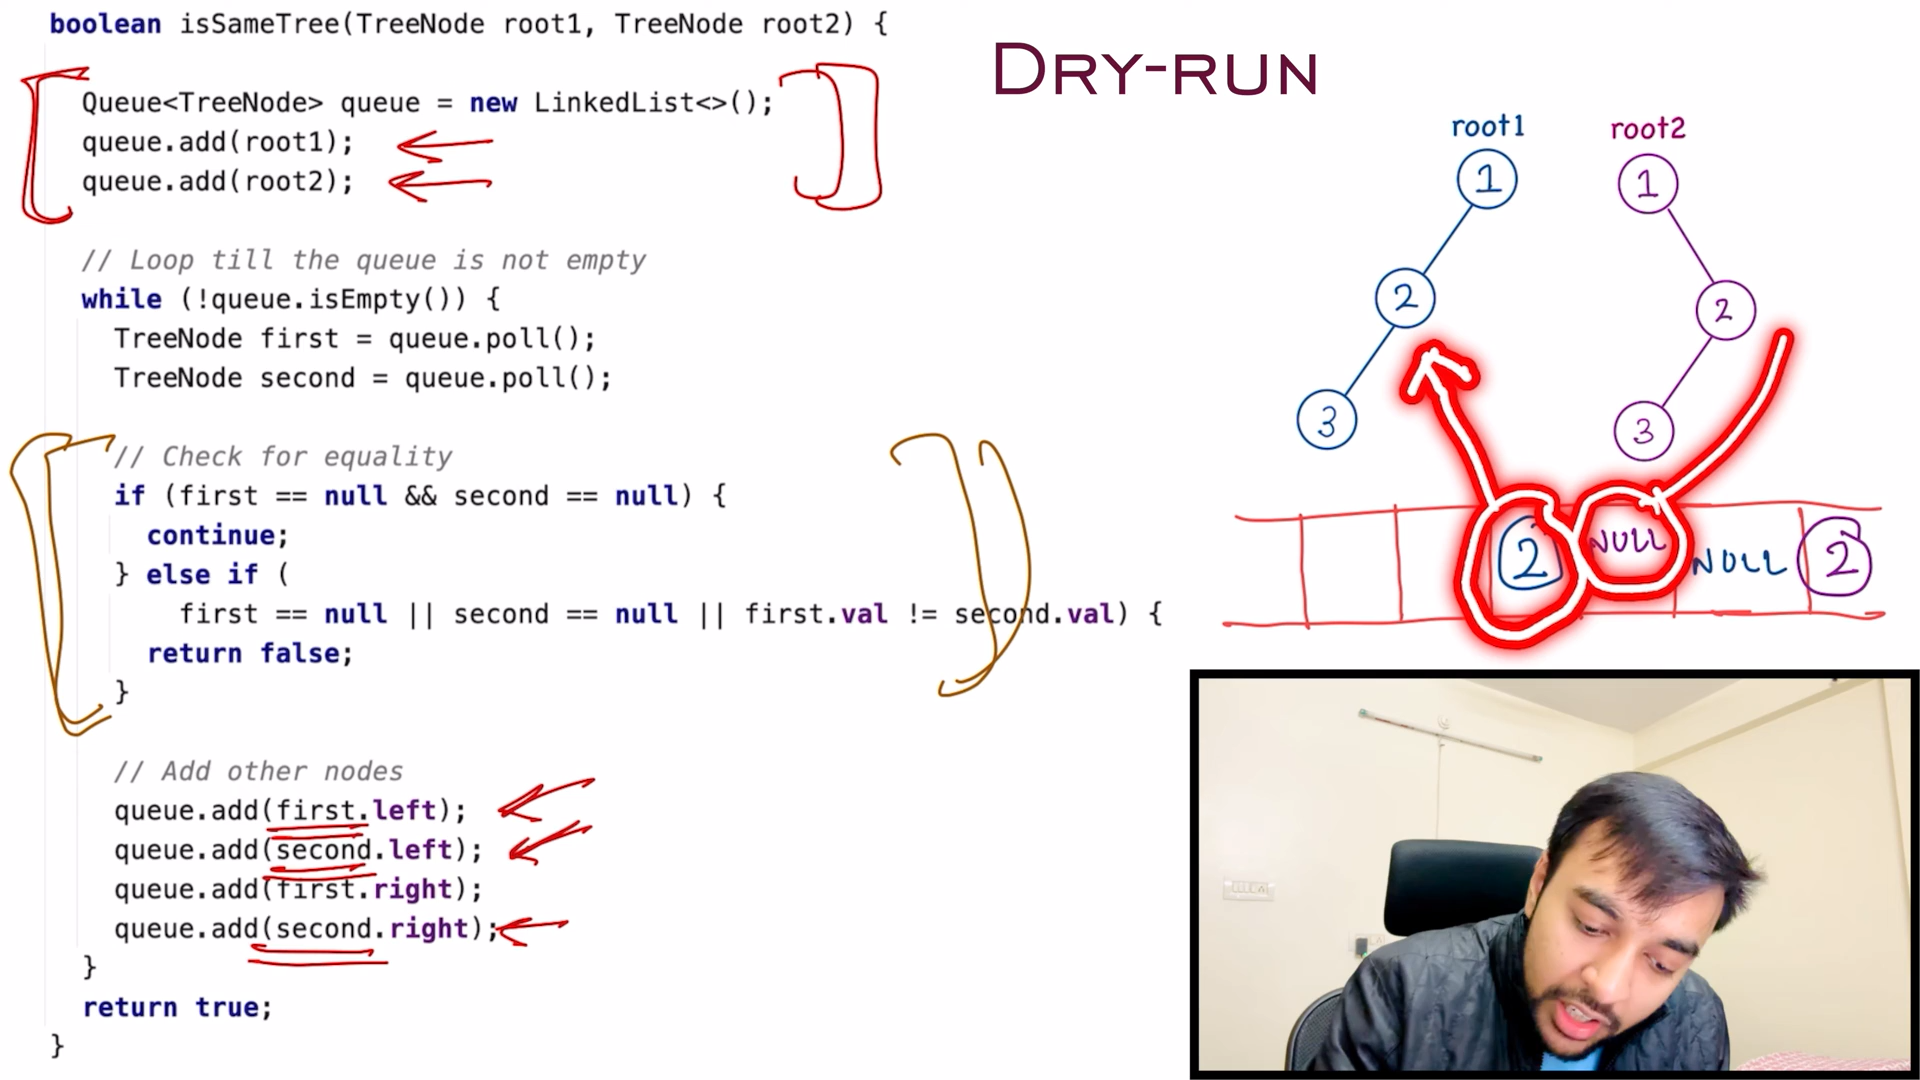 boolean isSameTree(TreeNode root1, TreeNode root2) {
Queue<TreeNode> queue = new LinkedList<>();
queue.add(root1);
queue.add(root2);
// Loop till the queue is not empty
while (!queue.isEmpty()) {
TreeNode first = queue.poll();
TreeNode second = queue.poll();
// Check for equality
if (first == null && second == null) {
continue;
} else if (
first == null || second == null || first.val != second.val) {
return false;
}
// Add other nodes
queue.add(first.left);
queue.add(second.left);
queue.add(first.right);
queue.add(second.right);
}
return true;
}
DRY-RUN
root1 root2
1 1
2 2
3 3
2 NULL NULL 2